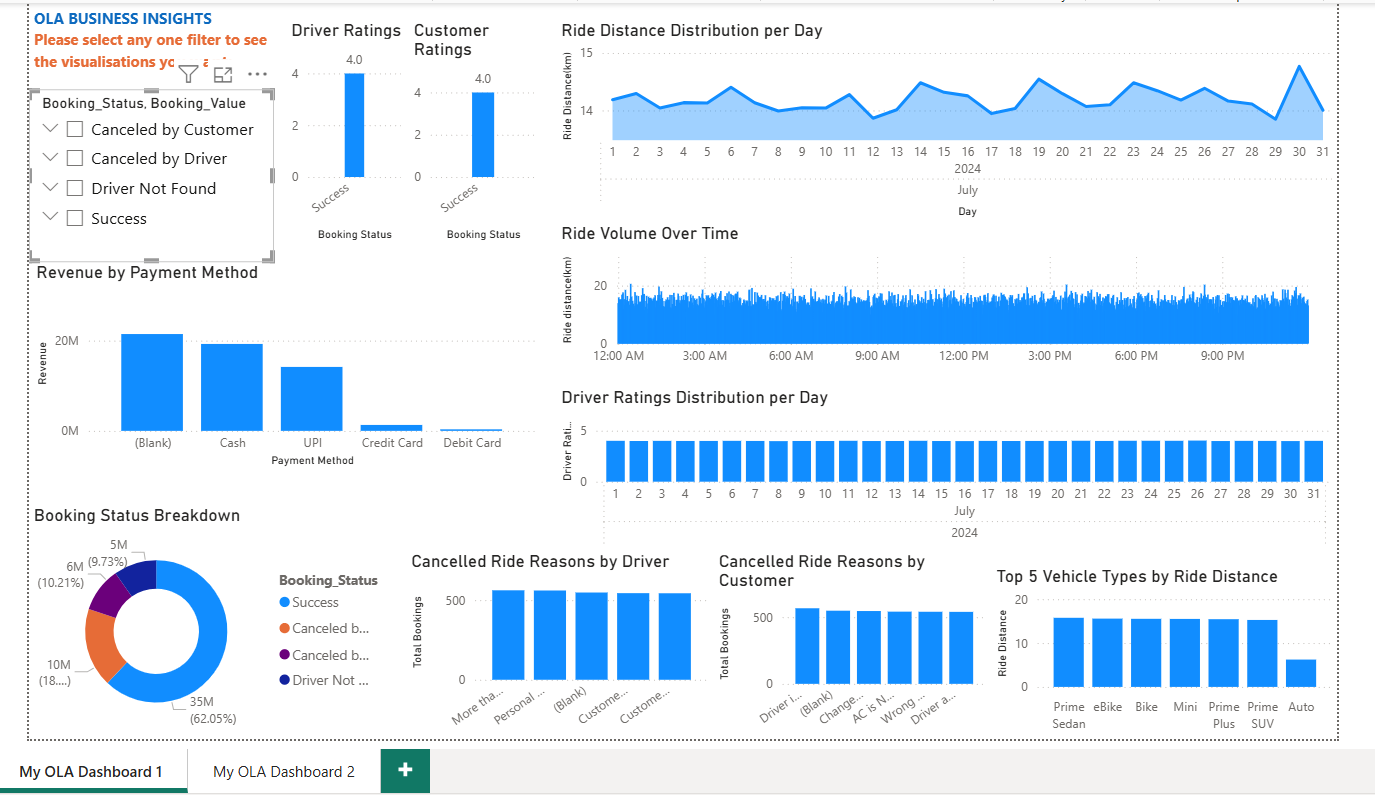 OLA BUSINESS INSIGHTS
Please select any one filter to see
the visualisations
Booking_Status, Booking_Value
Canceled by Customer
Canceled by Driver
Driver Not Found
Success
Driver Ratings
4.0
4
2
0
Success
Booking Status
Customer
Ratings
4.0
4
2
0
Success
Booking Status
Ride Distance Distribution per Day
Ride Distance(km)
15
14
1 2 3 4 5 6 7 8 9 10 11 12 13 14 15 16 17 18 19 20 21 22 23 24 25 26 27 28 29 30 31
2024
July
Day
Ride Volume Over Time
Ride distance(km)
20
0
12:00 AM 3:00 AM 6:00 AM 9:00 AM 12:00 PM 3:00 PM 6:00 PM 9:00 PM
Revenue by Payment Method
Revenue
20M
0M
(Blank) Cash UPI Credit Card Debit Card
Payment Method
Driver Ratings Distribution per Day
Driver Rati...
5
0
1 2 3 4 5 6 7 8 9 10 11 12 13 14 15 16 17 18 19 20 21 22 23 24 25 26 27 28 29 30 31
July
2024
Booking Status Breakdown
5M
(9.73%)
6M
(10.21%)
10M
(18....)
35M
(62.05%)
Booking_Status
Success
Canceled b...
Canceled b...
Driver Not ...
Cancelled Ride Reasons by Driver
Total Bookings
500
0
More tha... Personal ... (Blank) Custome... Custome...
Cancelled Ride Reasons by
Customer
Total Bookings
500
0
Driver i... (Blank) Change... AC is N... Wrong ... Driver a...
Top 5 Vehicle Types by Ride Distance
Ride Distance
20
10
0
Prime eBike Bike Mini Prime Prime Auto
Sedan Plus SUV
My OLA Dashboard 1 My OLA Dashboard 2